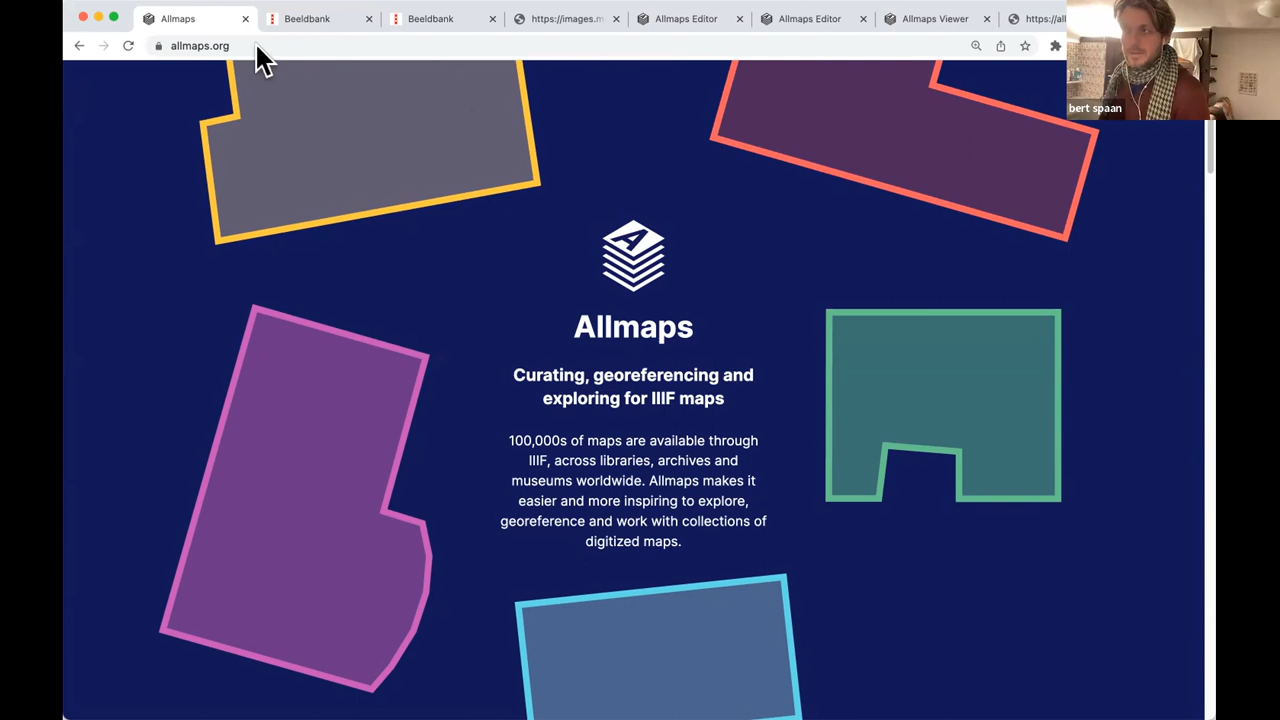 Allmaps
Beeldbank
Beeldbank
https://images.m
Allmaps Editor
Allmaps Editor
Allmaps Viewer
https://all
allmaps.org
bert spaan
A
Allmaps
Curating, georeferencing and
exploring for IIIF maps
100,000s of maps are available through
IIIF, across libraries, archives and
museums worldwide. Allmaps makes it
easier and more inspiring to explore,
georeference and work with collections of
digitized maps.